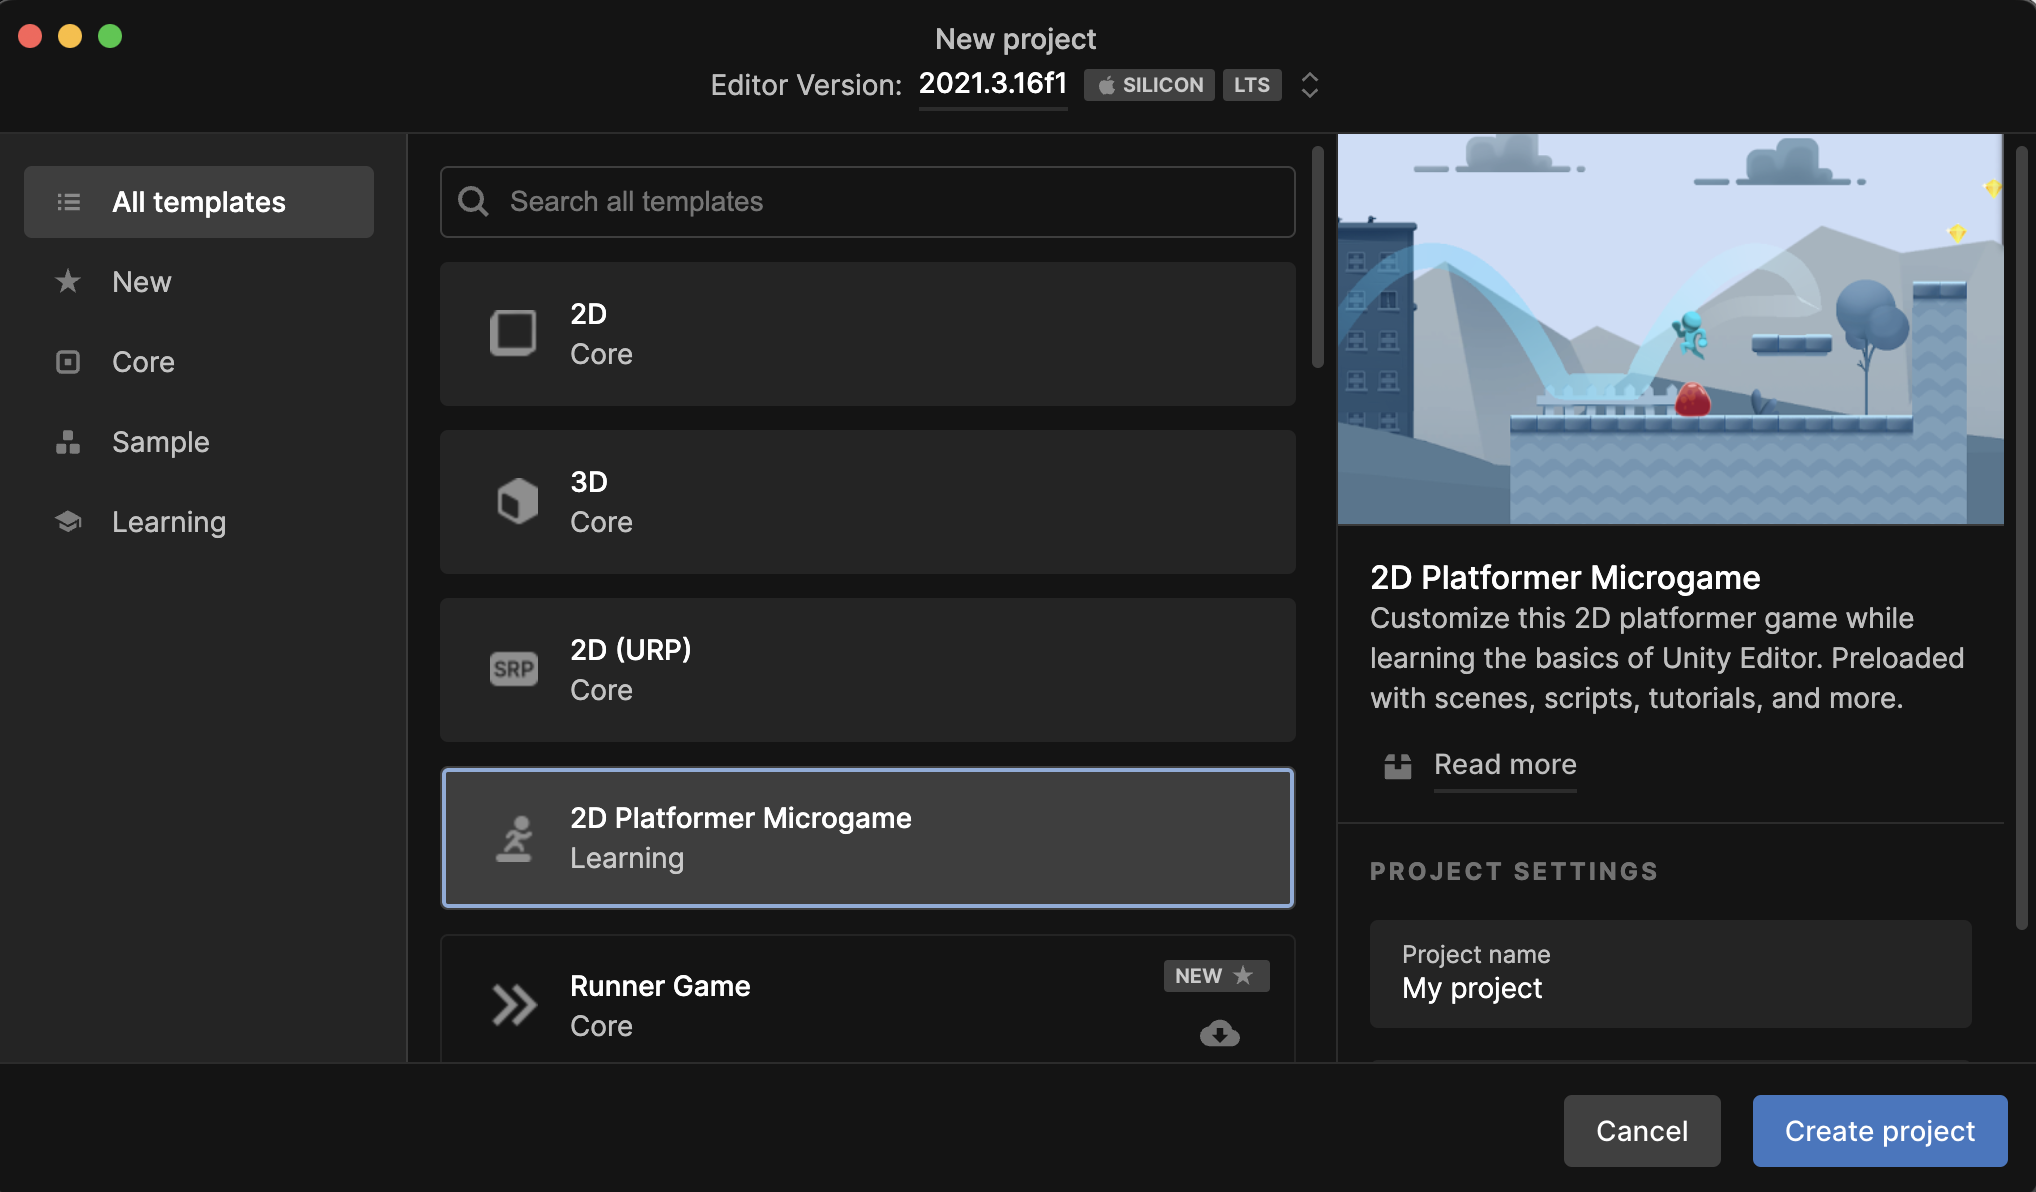 New project
Editor Version: 2021.3.16f1 SILICON LTS
All templates
New
Core
Sample
Learning
Search all templates
2D
Core
3D
Core
SRP
2D (URP)
Core
2D Platformer Microgame
Learning
Runner Game
Core
NEW
2D Platformer Microgame
Customize this 2D platformer game while
learning the basics of Unity Editor. Preloaded
with scenes, scripts, tutorials, and more.
Read more
PROJECT SETTINGS
Project name
My project
Cancel
Create project